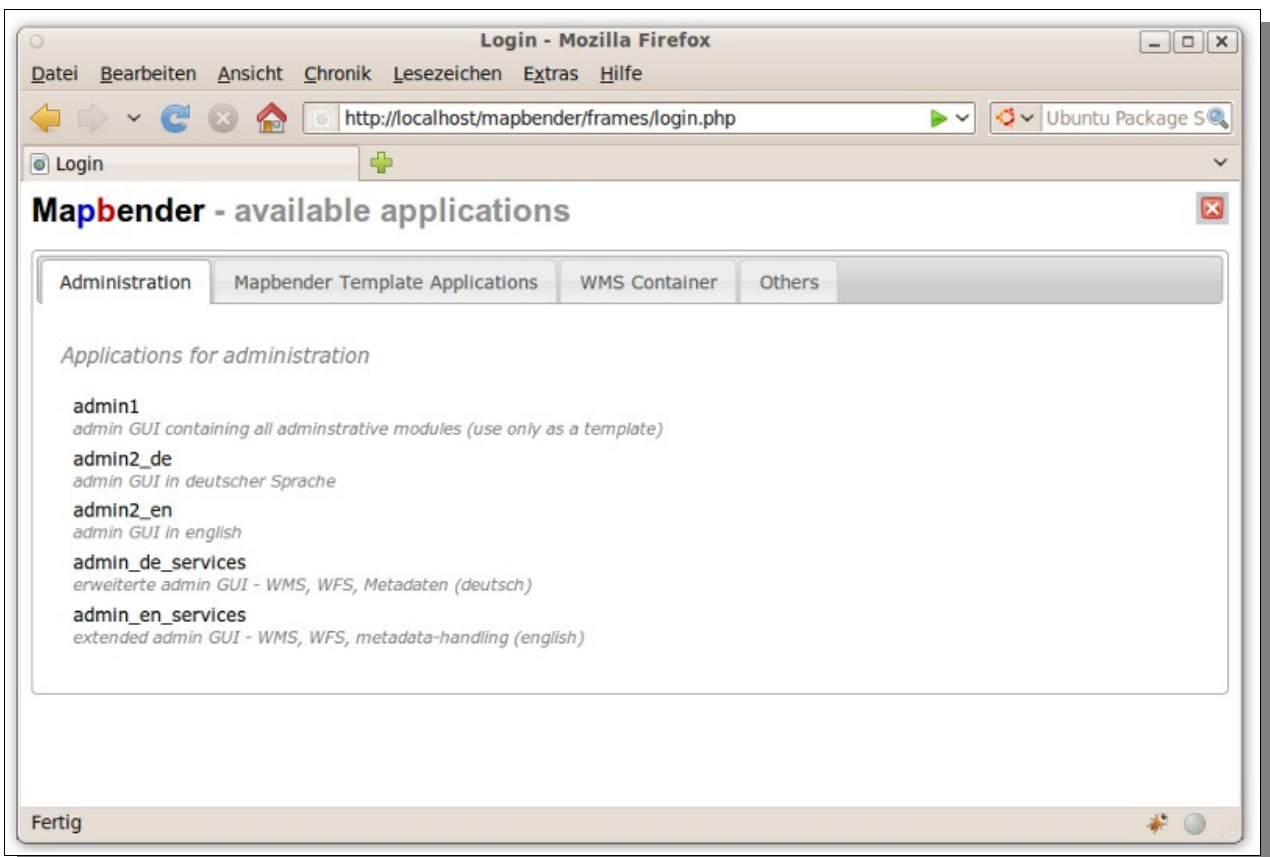 Login - Mozilla Firefox
Datei Bearbeiten Ansicht Chronik Lesezeichen Extras Hilfe
http://localhost/mapbender/frames/login.php
Ubuntu Package S
Login
Mapbender - available applications
Administration
Mapbender Template Applications
WMS Container
Others
Applications for administration
admin1
admin GUI containing all adminstrative modules (use only as a template)
admin2_de
admin GUI in deutscher Sprache
admin2_en
admin GUI in english
admin_de_services
erweiterte admin GUI - WMS, WFS, Metadaten (deutsch)
admin_en_services
extended admin GUI - WMS, WFS, metadata-handling (english)
Fertig